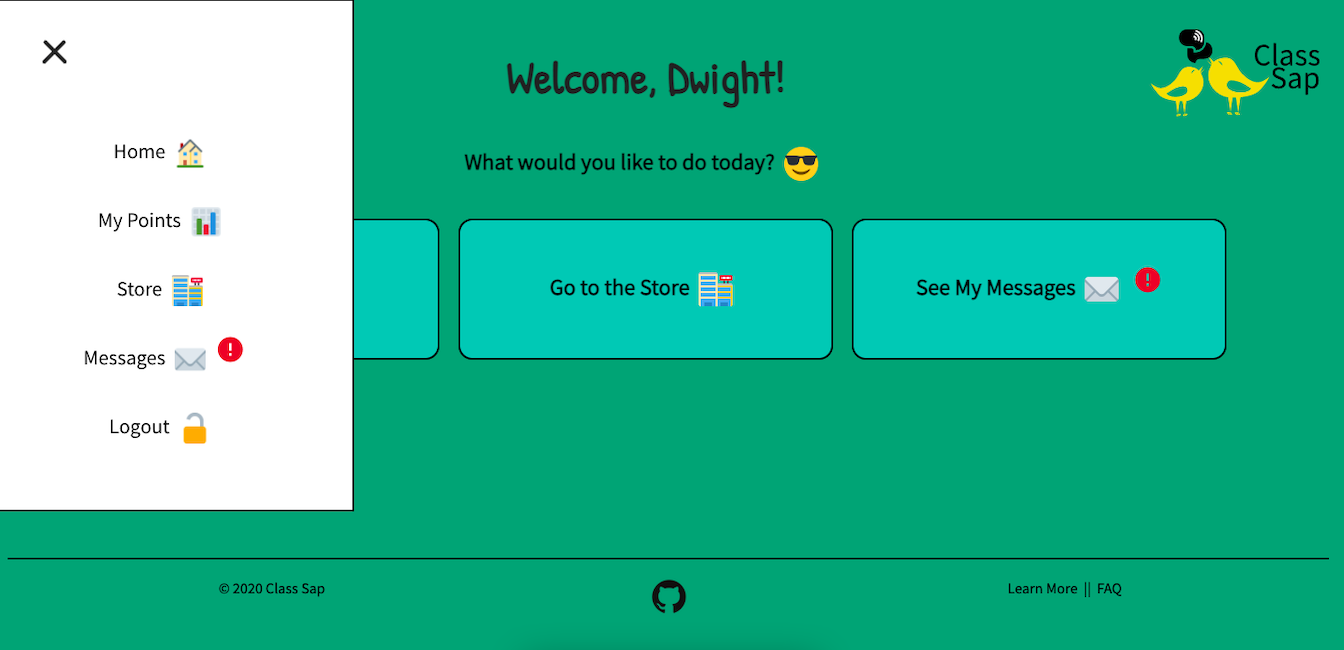 Home
My Points
Store
Messages
Logout
Welcome, Dwight!
What would you like to do today?
Go to the Store
See My Messages
Class
Sap
© 2020 Class Sap
Learn More || FAQ